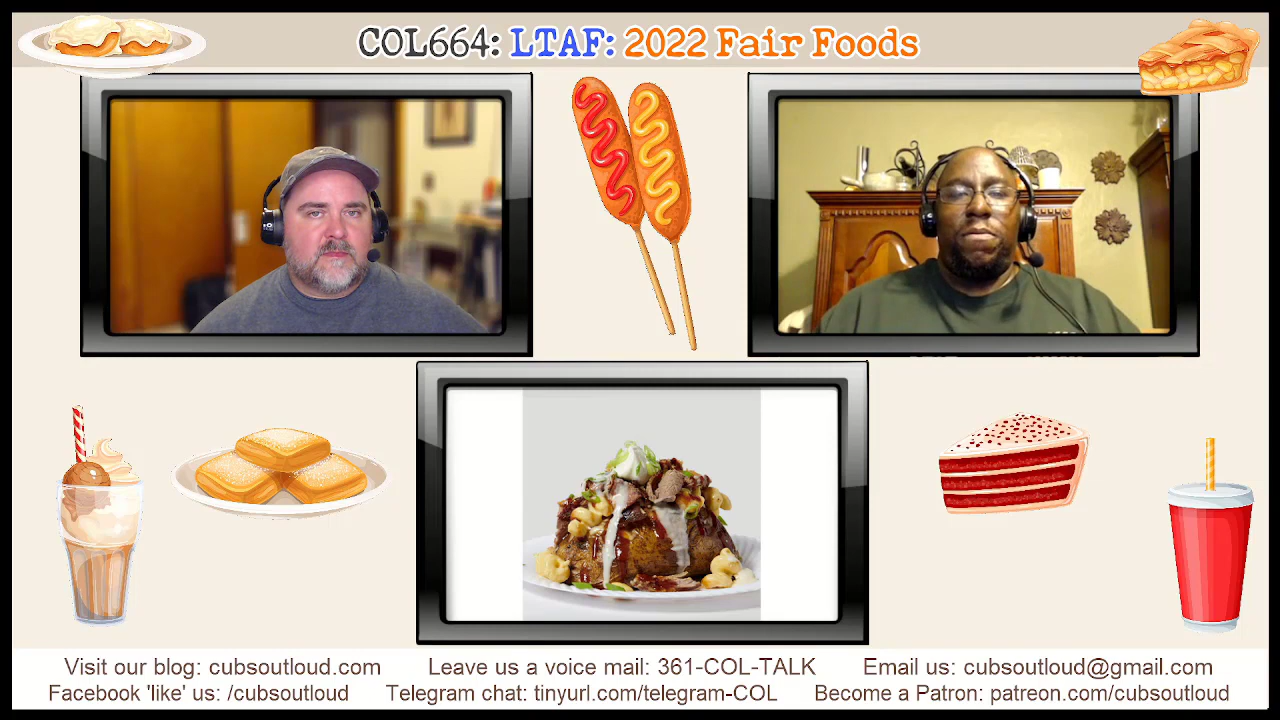 COL664: LTAF: 2022 Fair Foods
Visit our blog: cubsoutloud.com Leave us a voice mail: 361-COL-TALK Email us: cubsoutloud@gmail.com
Facebook 'like' us: /cubsoutloud Telegram chat: tinyurl.com/telegram-COL Become a Patron: patreon.com/cubsoutloud